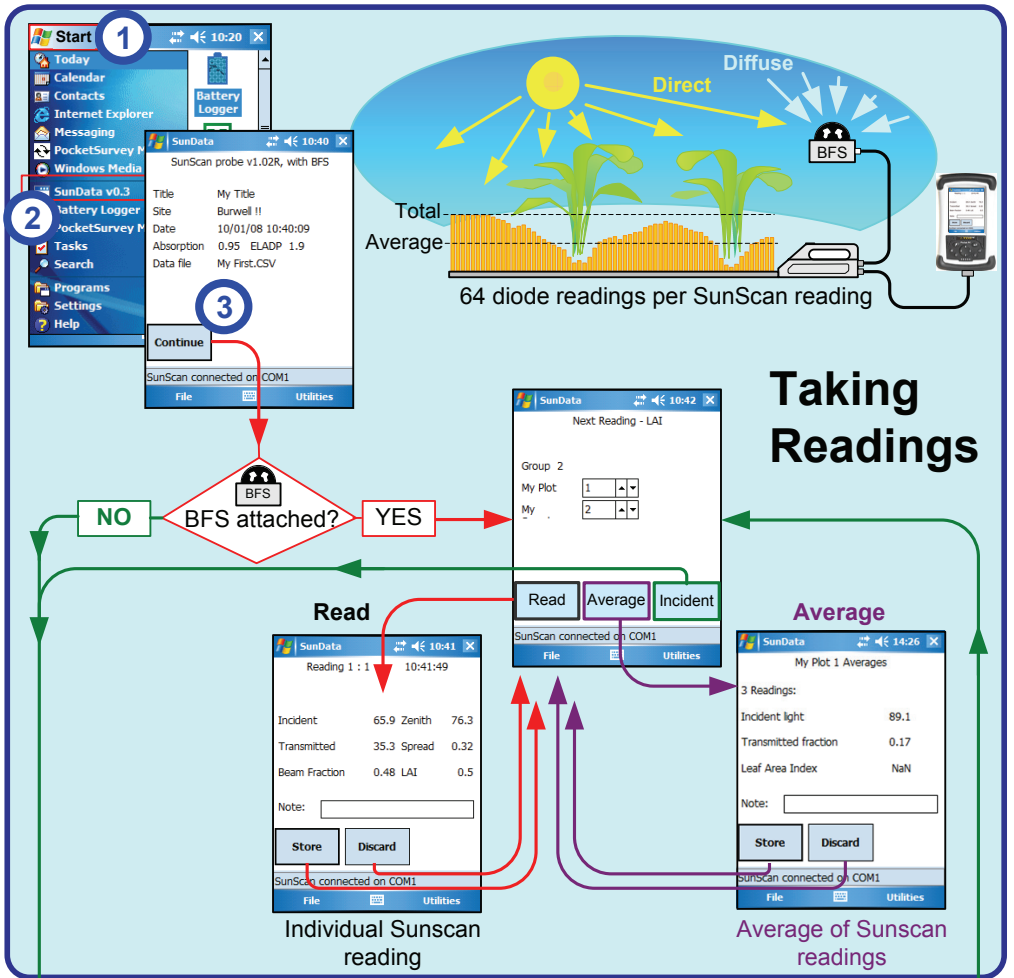 Start
1
10:20
Today
Calendar
Contacts
Internet Explorer
Messaging
PocketSurvey M
Windows Media
SunData v0.3
2
Battery Logger
PocketSurvey M
Tasks
Search
Programs
Settings
Help
Battery
Logger
SunData
10:40
SunScan probe v1.02R, with BFS
Title My Title
Site Burwell !!
Date 10/01/08 10:40:09
Absorption 0.95 ELADP 1.9
Data file My First.CSV
3
Continue
SunScan connected on COM1
File Utilities
Direct
Diffuse
BFS
Total
Average
64 diode readings per SunScan reading
Taking
Readings
BFS
BFS attached?
NO
YES
SunData 10:42
Next Reading - LAI
Group 2
My Plot 1
My 2
Read Average Incident
SunScan connected on COM1
File Utilities
Read
SunData 10:41
Reading 1 : 1 10:41:49
Incident 65.9 Zenith 76.3
Transmitted 35.3 Spread 0.32
Beam Fraction 0.48 LAI 0.5
Note:
Store Discard
SunScan connected on COM1
File Utilities
Individual Sunscan
reading
Average
SunData 14:26
My Plot 1 Averages
3 Readings:
Incident light 89.1
Transmitted fraction 0.17
Leaf Area Index NaN
Note:
Store Discard
SunScan connected on COM1
File Utilities
Average of Sunscan
readings